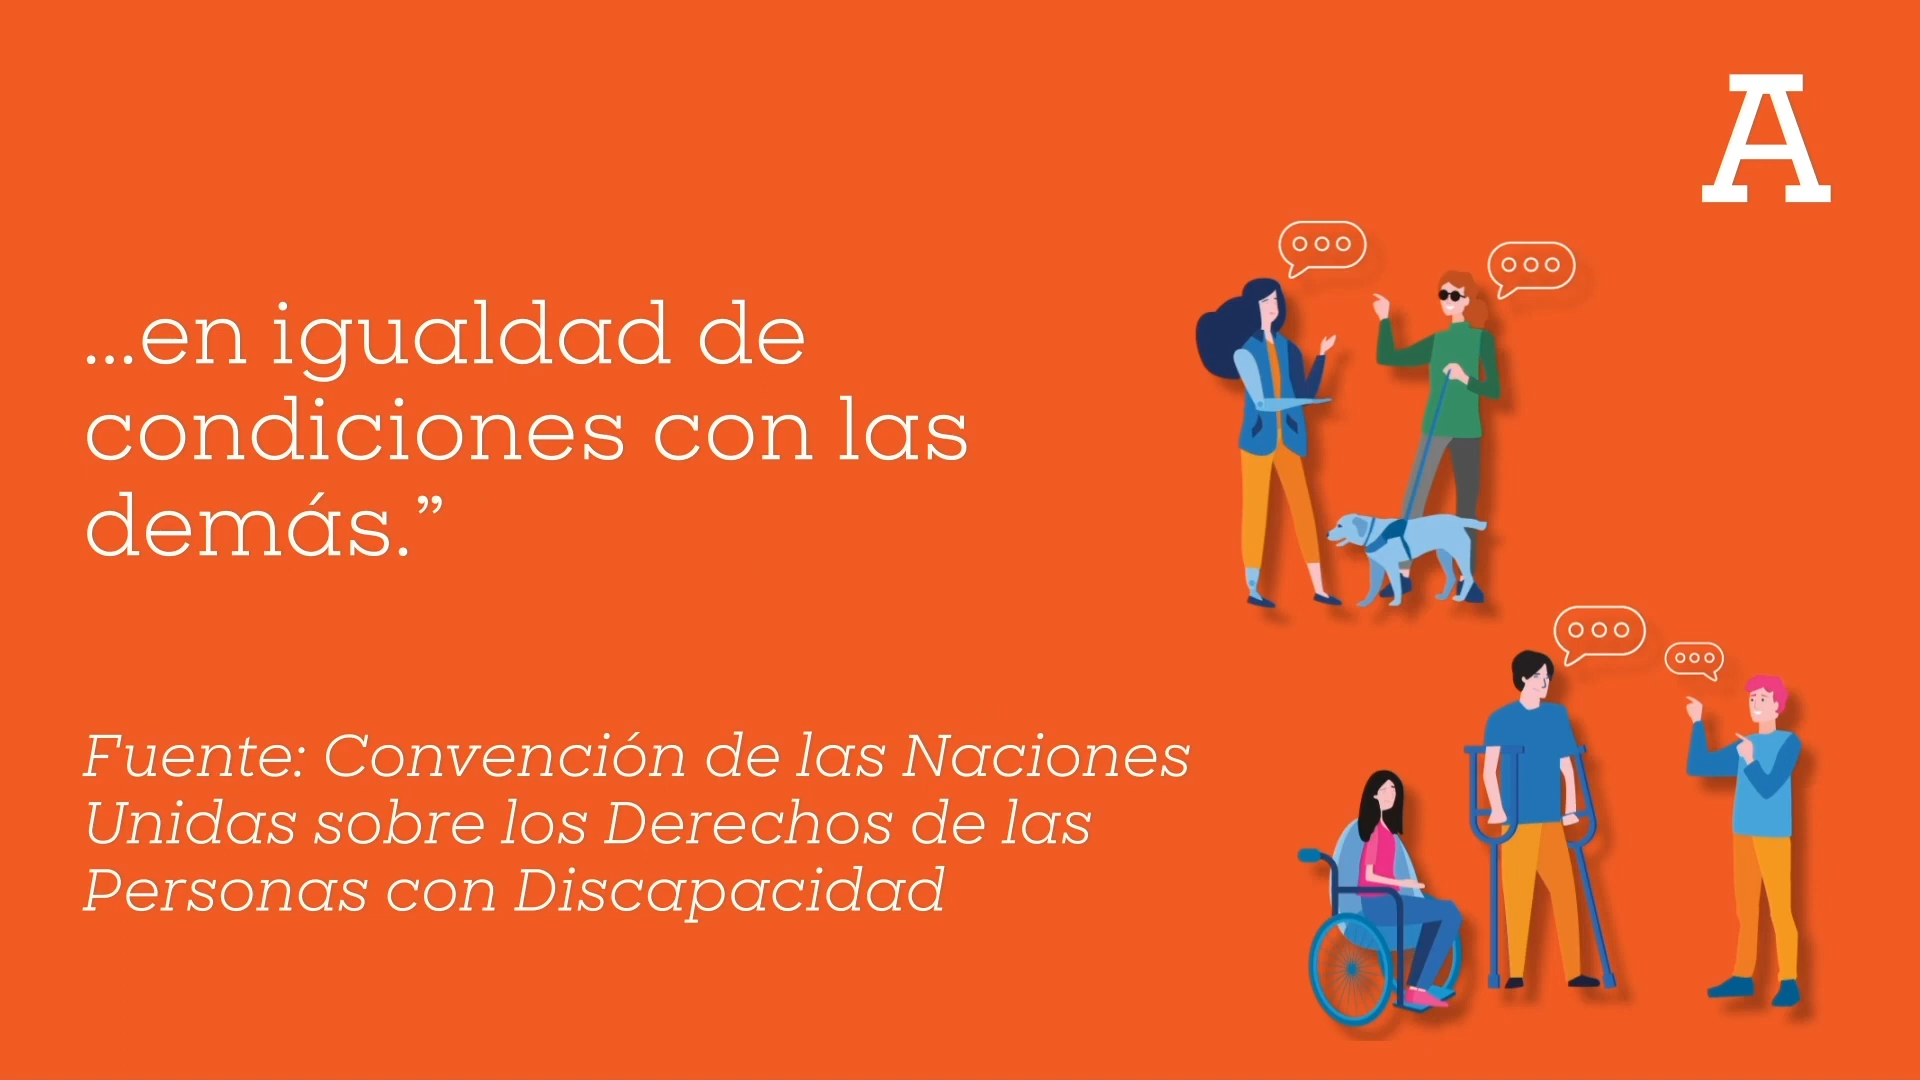 A
...en igualdad de
condiciones con las
demás.”
Fuente: Convención de las Naciones
Unidas sobre los Derechos de las
Personas con Discapacidad